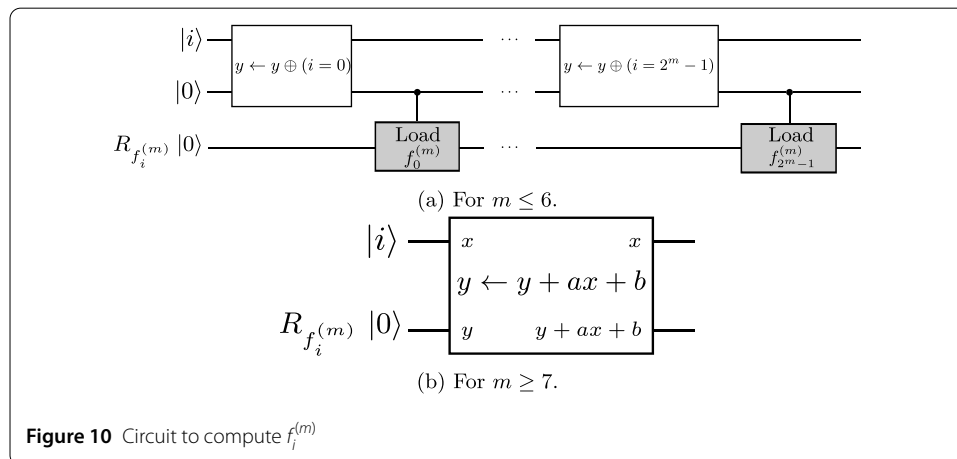 |i⟩ y ← y ⊕ (i = 0) ··· y ← y ⊕ (i = 2^m − 1)
|0⟩ ···
R_{f_i^{(m)}} |0⟩ Load f_0^{(m)} ··· Load f_{2^m−1}^{(m)}
(a) For m ≤ 6.
|i⟩ x x
y ← y + ax + b
R_{f_i^{(m)}} |0⟩ y y + ax + b
(b) For m ≥ 7.
Figure 10 Circuit to compute f_i^{(m)}